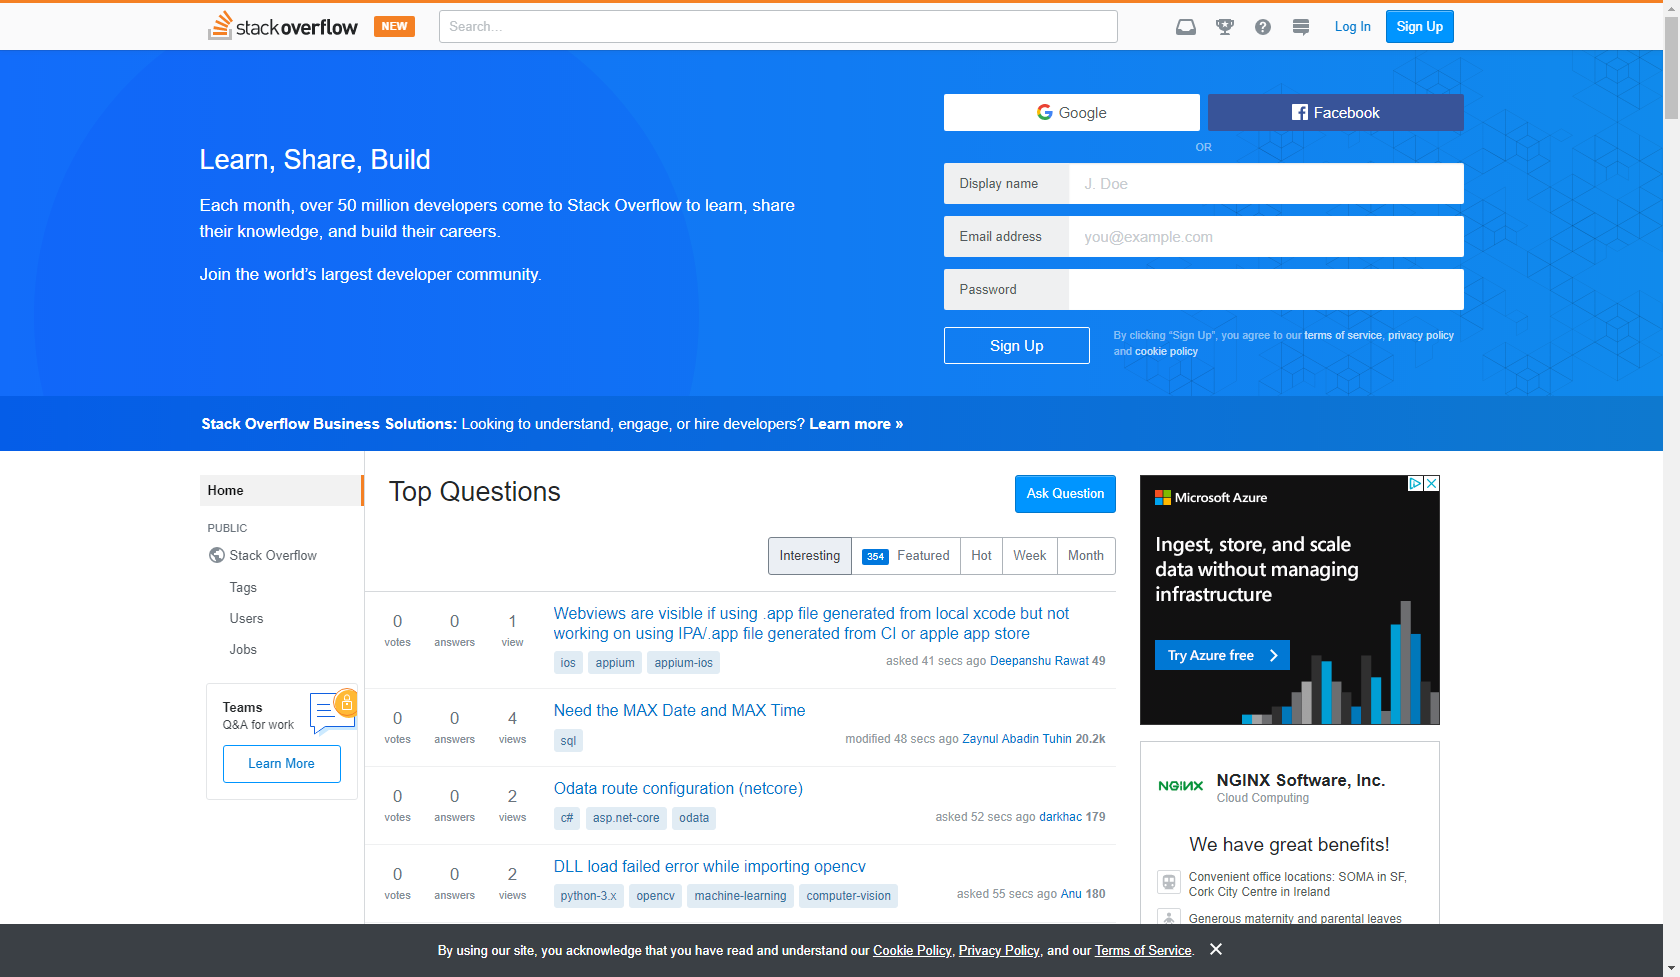 stackoverflow
NEW
Search...
Log In
Sign Up
Learn, Share, Build
Each month, over 50 million developers come to Stack Overflow to learn, share
their knowledge, and build their careers.
Join the world's largest developer community.
Google
Facebook
OR
Display name
J. Doe
Email address
you@example.com
Password
Sign Up
By clicking "Sign Up", you agree to our terms of service, privacy policy
and cookie policy
Stack Overflow Business Solutions: Looking to understand, engage, or hire developers? Learn more »
Home
PUBLIC
Stack Overflow
Tags
Users
Jobs
Teams
Q&A for work
Learn More
Top Questions
Ask Question
Interesting
354 Featured
Hot
Week
Month
0 votes
0 answers
1 view
Webviews are visible if using .app file generated from local xcode but not
working on using IPA/.app file generated from CI or apple app store
ios appium appium-ios
asked 41 secs ago Deepanshu Rawat 49
0 votes
0 answers
4 views
Need the MAX Date and MAX Time
sql
modified 48 secs ago Zaynul Abadin Tuhin 20.2k
0 votes
0 answers
2 views
Odata route configuration (netcore)
c# asp.net-core odata
asked 52 secs ago darkhac 179
0 votes
0 answers
2 views
DLL load failed error while importing opencv
python-3.x opencv machine-learning computer-vision
asked 55 secs ago Anu 180
Microsoft Azure
Ingest, store, and scale
data without managing
infrastructure
Try Azure free
NGINX
NGINX Software, Inc.
Cloud Computing
We have great benefits!
Convenient office locations: SOMA in SF,
Cork City Centre in Ireland
Generous maternity and parental leaves
By using our site, you acknowledge that you have read and understand our Cookie Policy, Privacy Policy, and our Terms of Service.